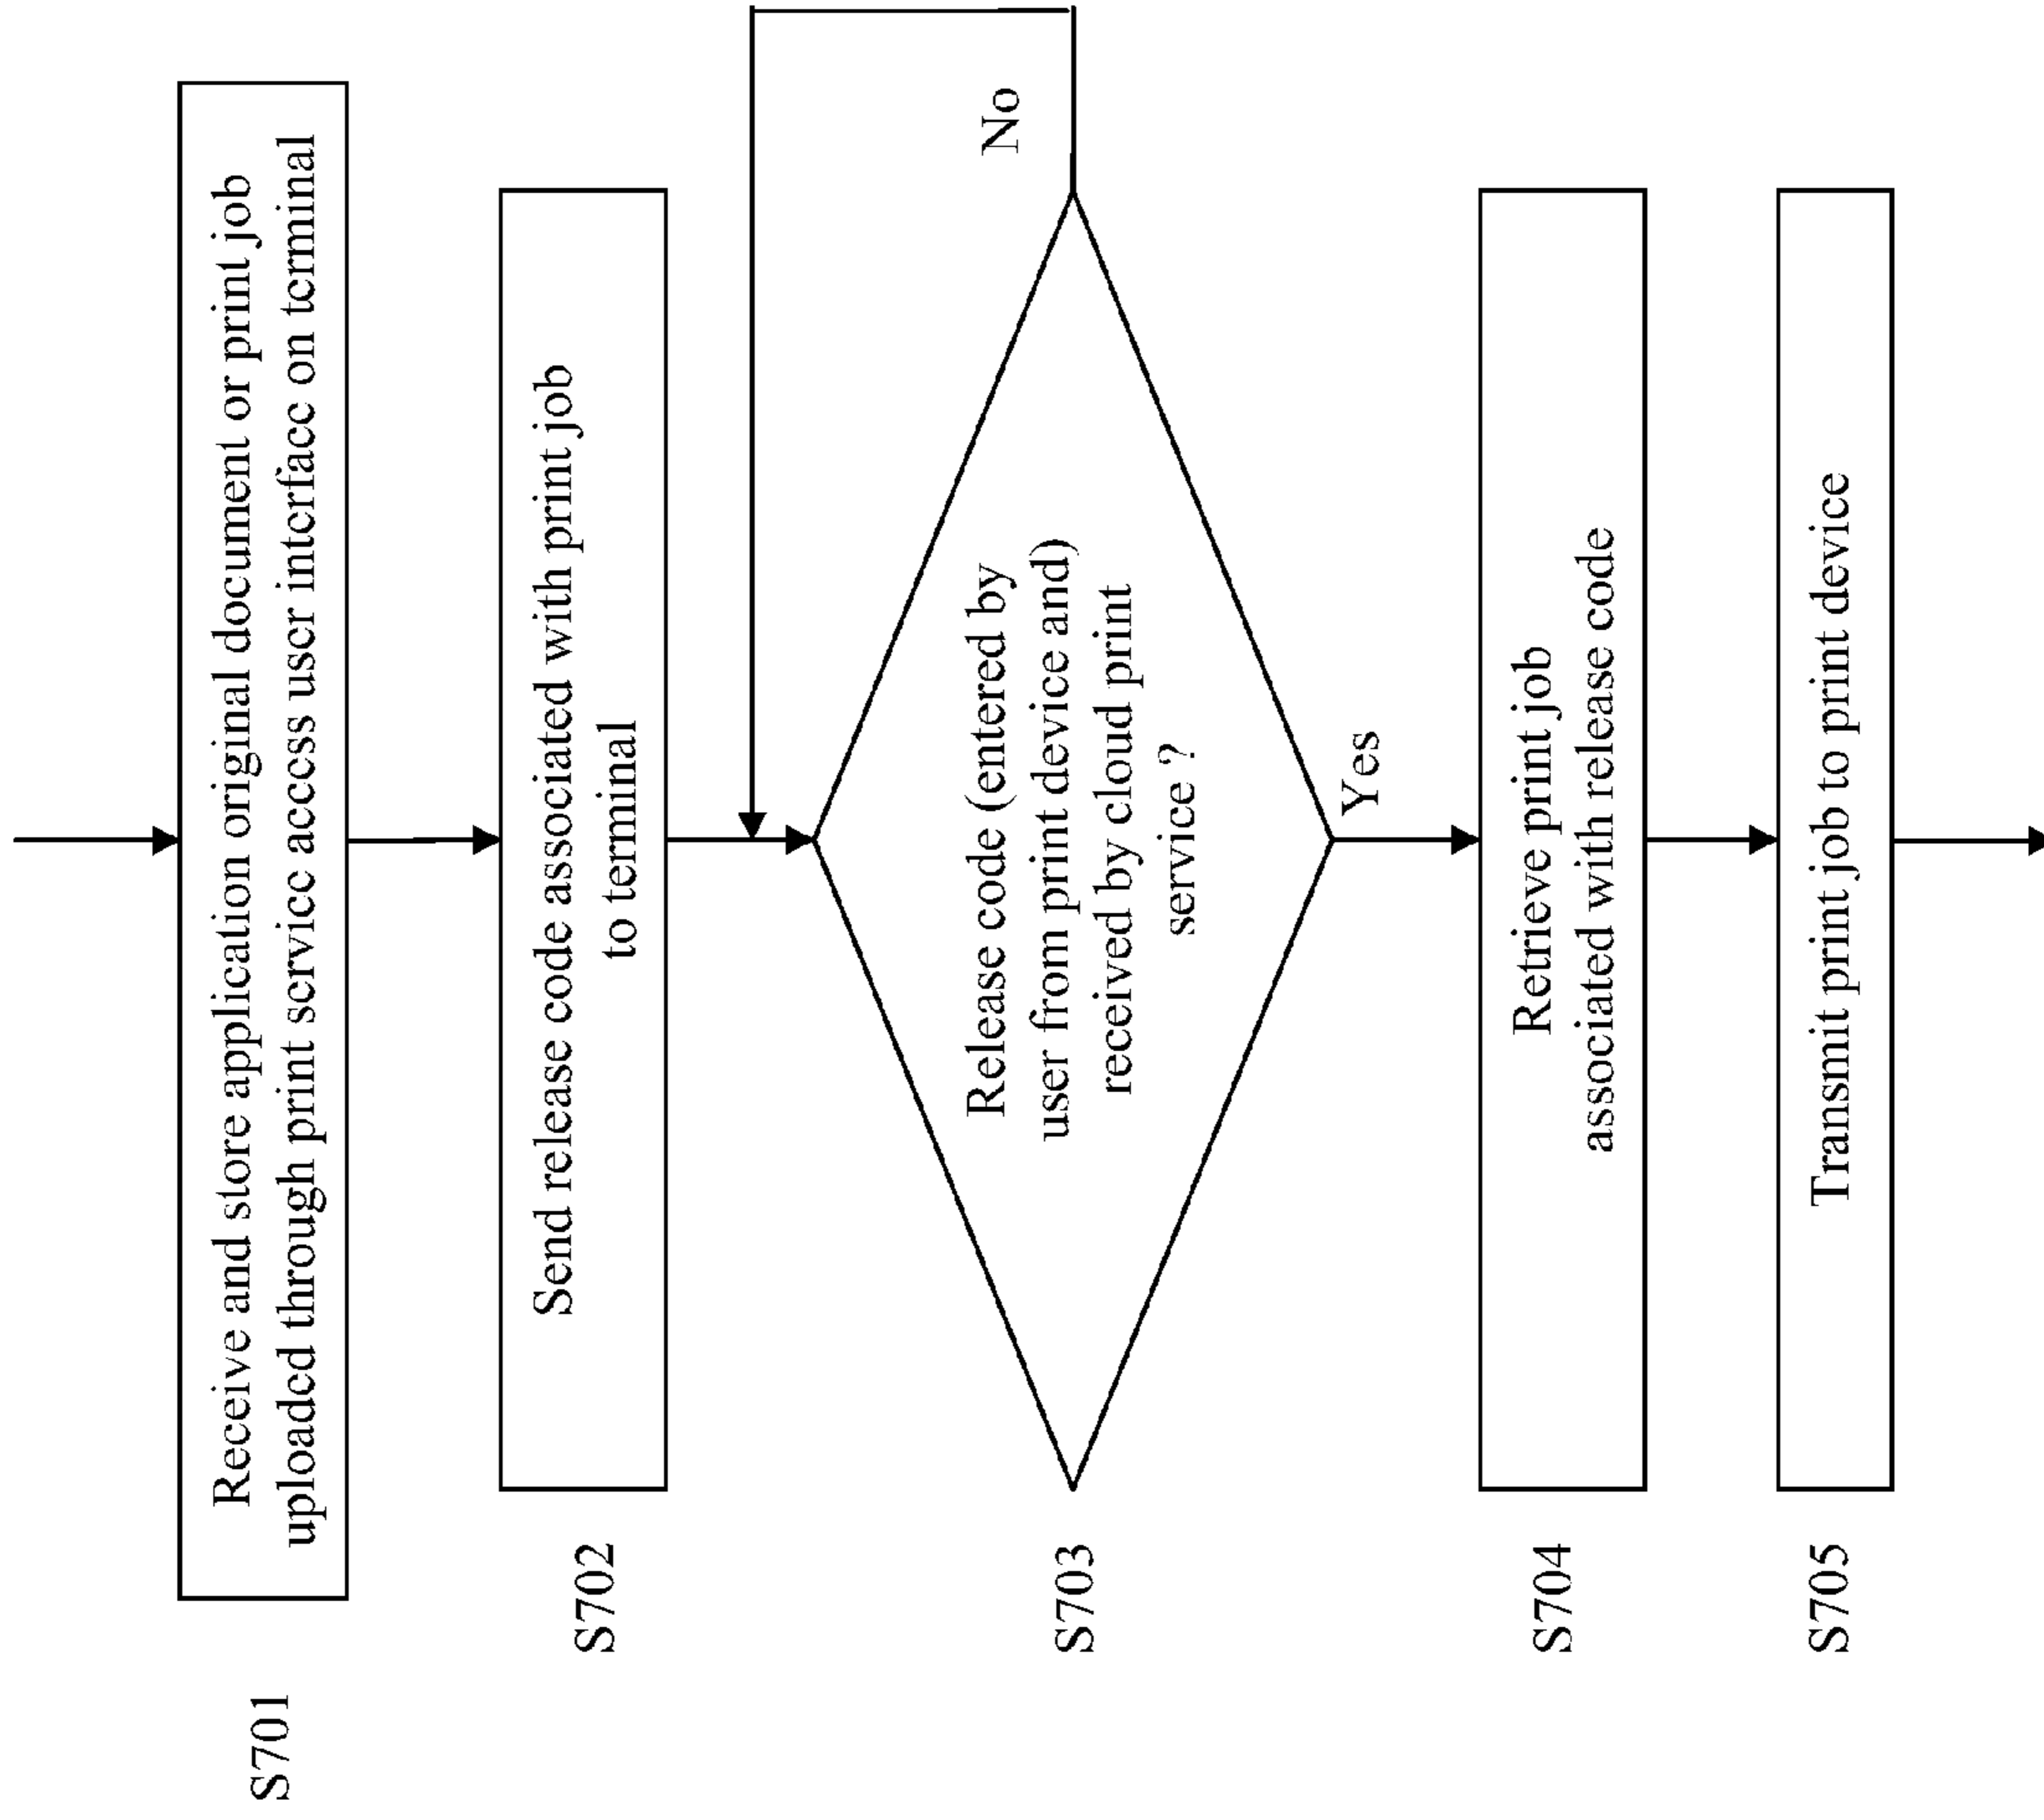 S701
Receive and store application original document or print job
uploaded through print service access user interface on terminal
S702
Send release code associated with print job
to terminal
S703
Release code (entered by
user from print device and)
received by cloud print
service ?
No
Yes
S704
Retrieve print job
associated with release code
S705
Transmit print job to print device